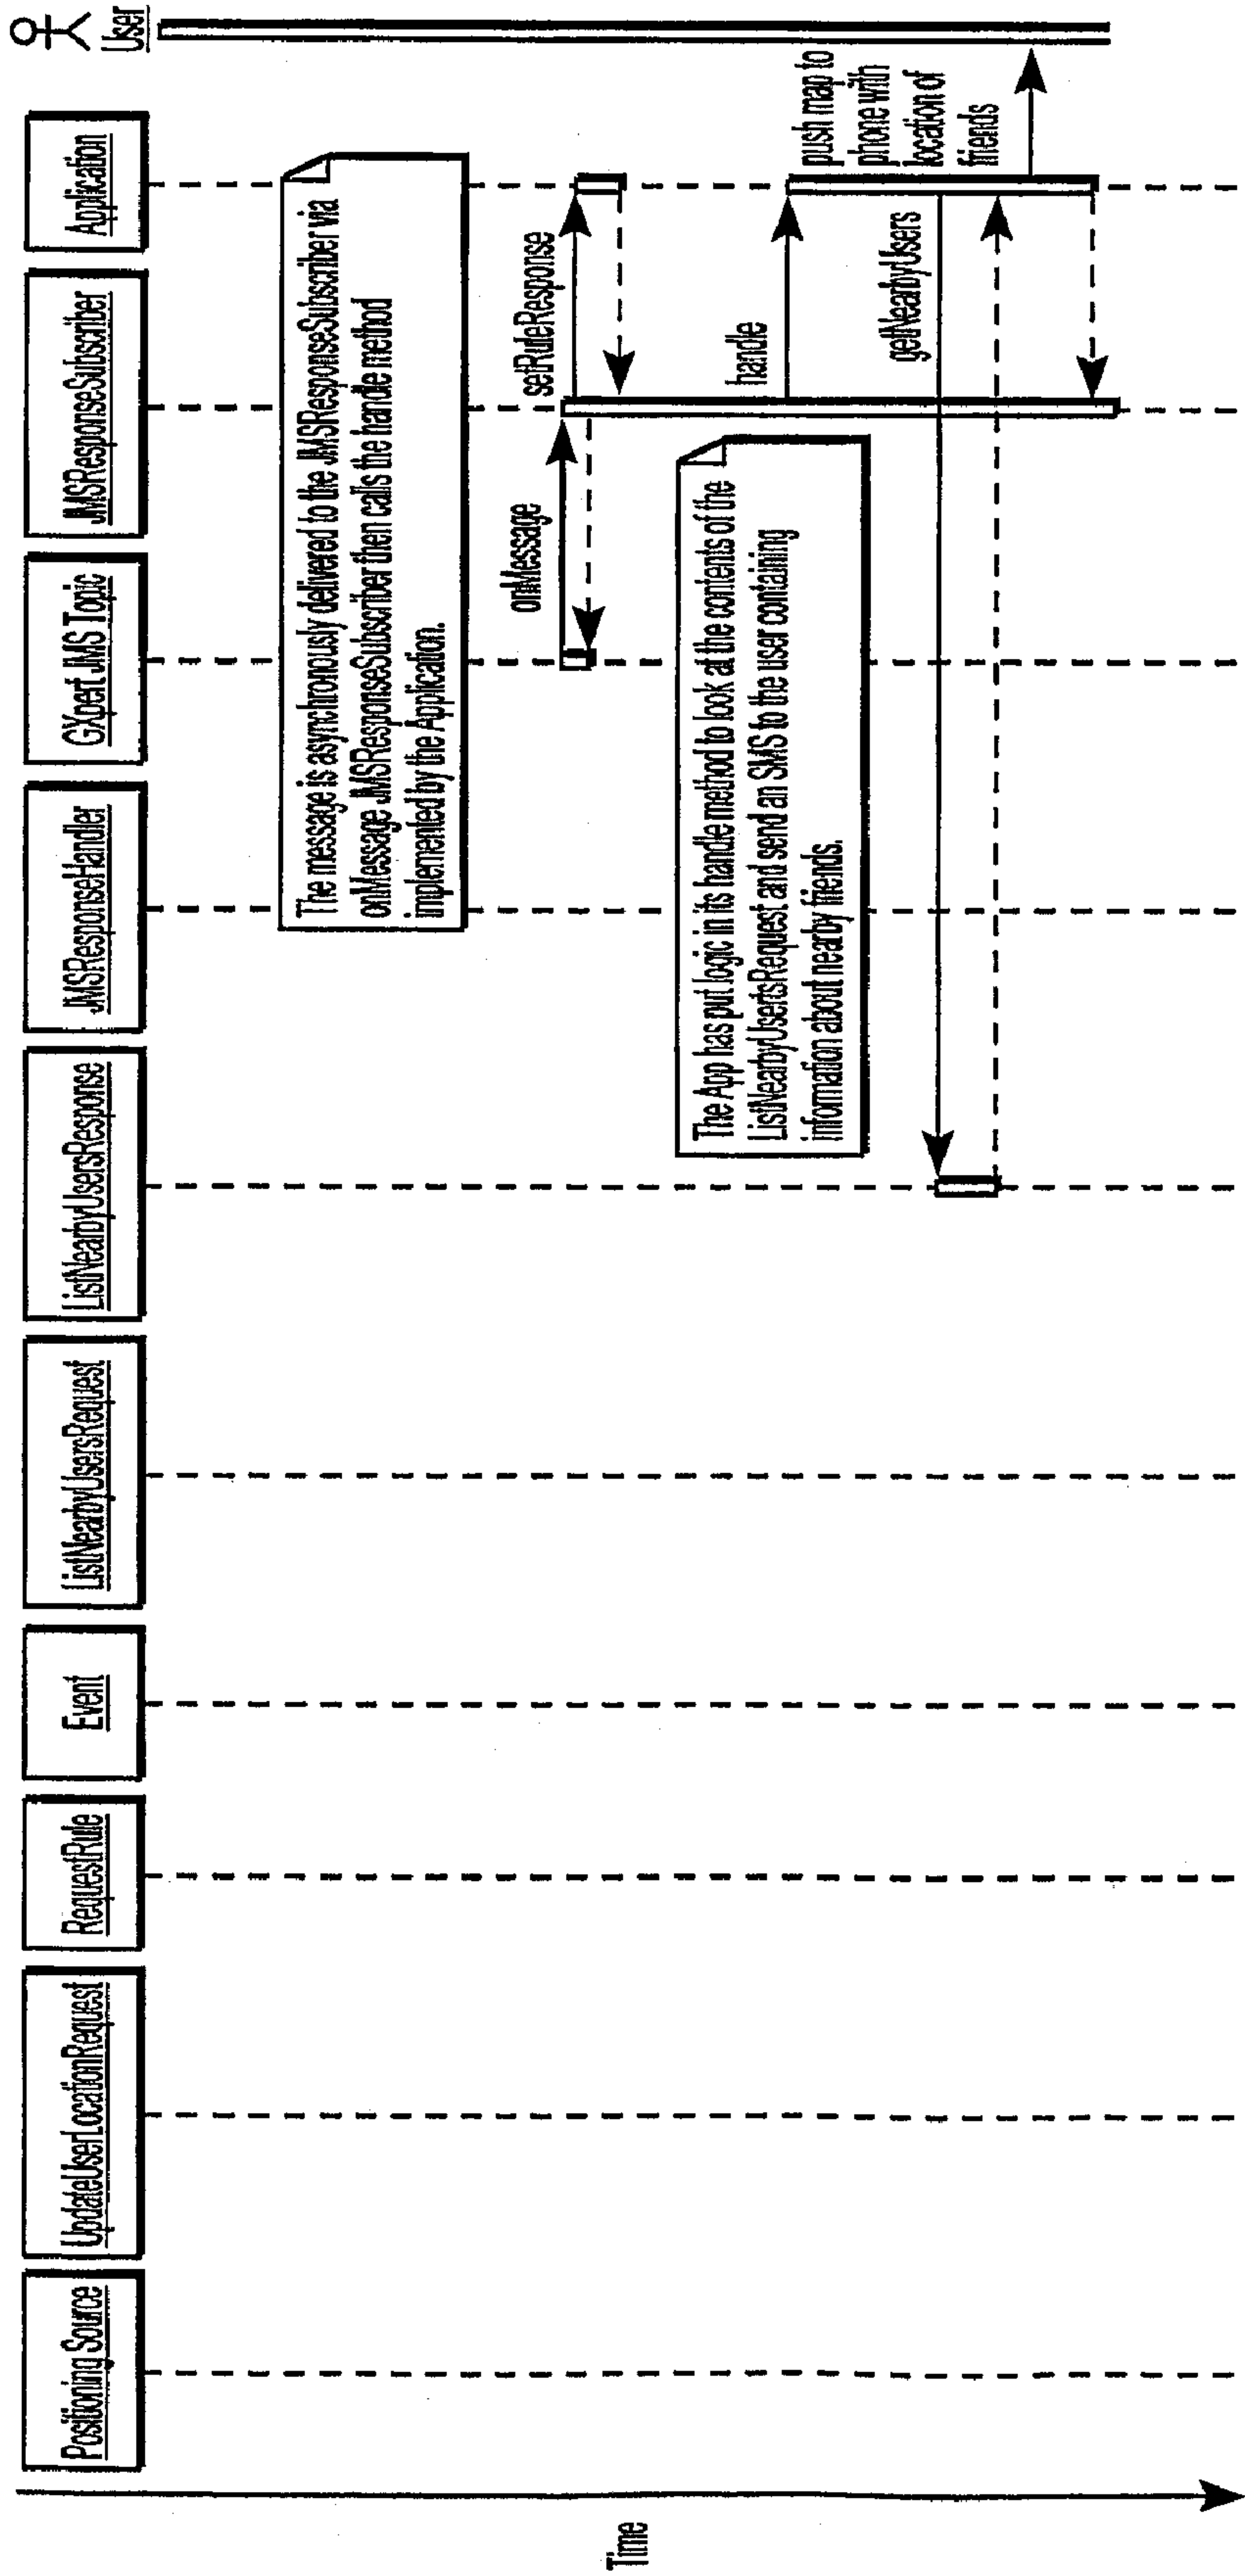 Time
Positioning Source
UpdateUserLocationRequest
RequestRule
Event
ListNearbyUsersRequest
ListNearbyUsersResponse
JMSResponseHandler
GXpert JMS Topic
JMSResponseSubscriber
Application
User
The message is asynchronously delivered to the JMSResponseSubscriber via
onMessage JMSResponseSubscriber then calls the handle method
implemented by the Application.
onMessage
setRuleResponse
The App has put logic in its handle method to look at the contents of the
ListNearbyUsertsRequest and send an SMS to the user containing
information about nearby friends.
handle
getNearbyUsers
push map to
phone with
location of
friends